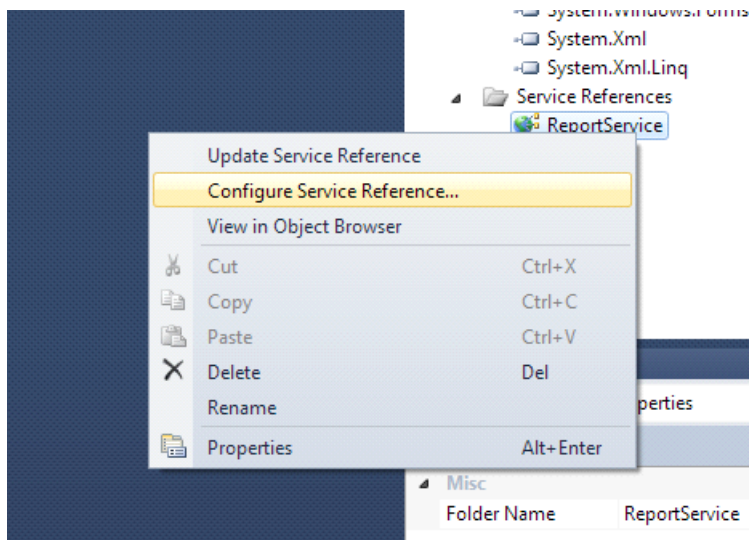 System.Windows.Forms
System.Xml
System.Xml.Linq
Service References
ReportService
Update Service Reference
Configure Service Reference...
View in Object Browser
Cut Ctrl+X
Copy Ctrl+C
Paste Ctrl+V
Delete Del
Rename
perties
Properties Alt+Enter
Misc
Folder Name ReportService